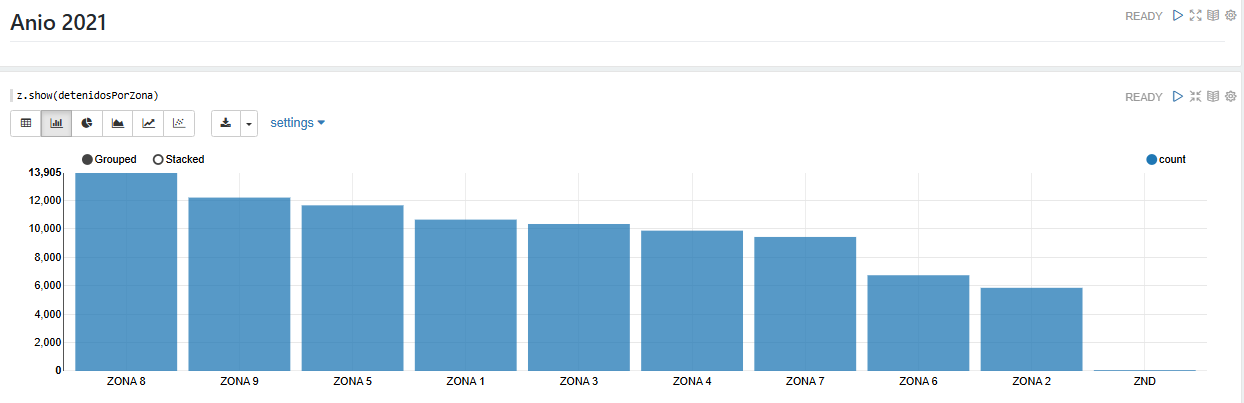 Anio 2021
READY
z.show(detenidosPorZona)
READY
settings
Grouped Stacked
count
13,905
12,000
10,000
8,000
6,000
4,000
2,000
0
ZONA 8 ZONA 9 ZONA 5 ZONA 1 ZONA 3 ZONA 4 ZONA 7 ZONA 6 ZONA 2 ZND